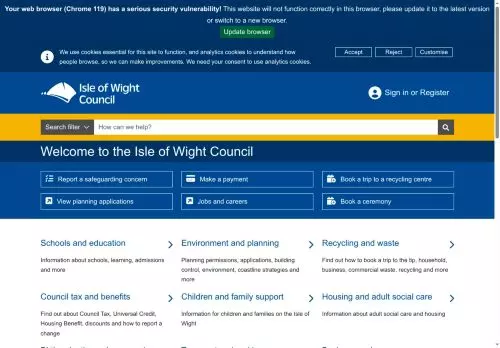 Your web browser (Chrome 119) has a serious security vulnerability! This website will not function correctly in this browser, please update it to the latest version
or switch to a new browser.
Update browser
We use cookies essential for this site to function, and analytics cookies to understand how
people browse, so we can make improvements. We need your consent to use analytics cookies.
Accept
Reject
Customise
Isle of Wight
Council
Sign in or Register
Search filter
How can we help?
Welcome to the Isle of Wight Council
Report a safeguarding concern
Make a payment
Book a trip to a recycling centre
View planning applications
Jobs and careers
Book a ceremony
Schools and education
Environment and planning
Recycling and waste
Information about schools, learning, admissions
and more
Planning permissions, applications, building
control, environment, coastline strategies and
more
Find out how to book a trip to the tip, household,
business, commercial waste, recycling and more
Council tax and benefits
Children and family support
Housing and adult social care
Find out about Council Tax, Universal Credit,
Housing Benefit, discounts and how to report a
change
Information for children and families on the Isle of
Wight
Information about adult social care and housing